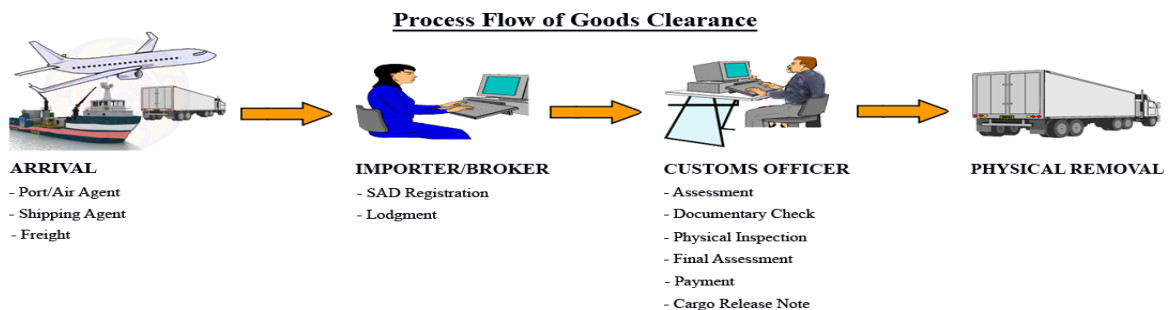 Process Flow of Goods Clearance
ARRIVAL
- Port/Air Agent
- Shipping Agent
- Freight
IMPORTER/BROKER
- SAD Registration
- Lodgment
CUSTOMS OFFICER
- Assessment
- Documentary Check
- Physical Inspection
- Final Assessment
- Payment
- Cargo Release Note
PHYSICAL REMOVAL